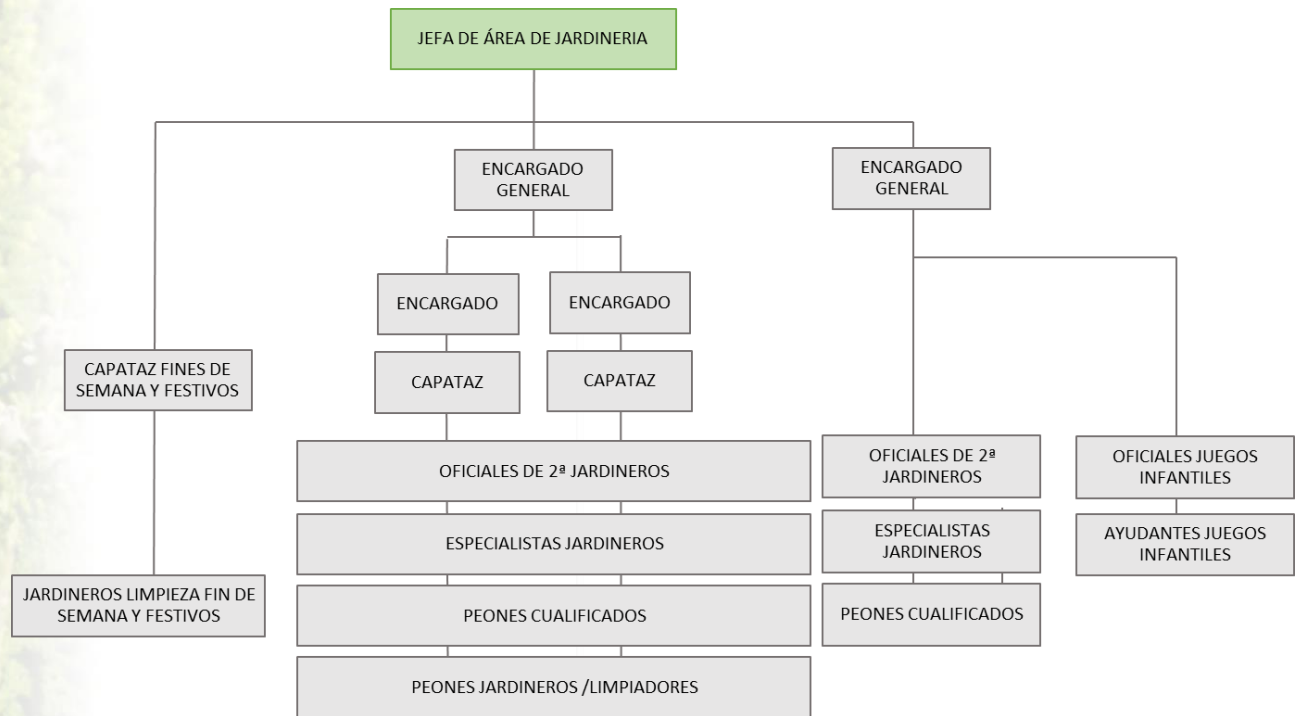 JEFA DE ÁREA DE JARDINERIA
ENCARGADO
GENERAL
ENCARGADO
GENERAL
ENCARGADO
ENCARGADO
CAPATAZ FINES DE
SEMANA Y FESTIVOS
CAPATAZ
CAPATAZ
OFICIALES DE 2ª JARDINEROS
OFICIALES DE 2ª
JARDINEROS
OFICIALES JUEGOS
INFANTILES
ESPECIALISTAS JARDINEROS
ESPECIALISTAS
JARDINEROS
AYUDANTES JUEGOS
INFANTILES
JARDINEROS LIMPIEZA FIN DE
SEMANA Y FESTIVOS
PEONES CUALIFICADOS
PEONES CUALIFICADOS
PEONES JARDINEROS /LIMPIADORES